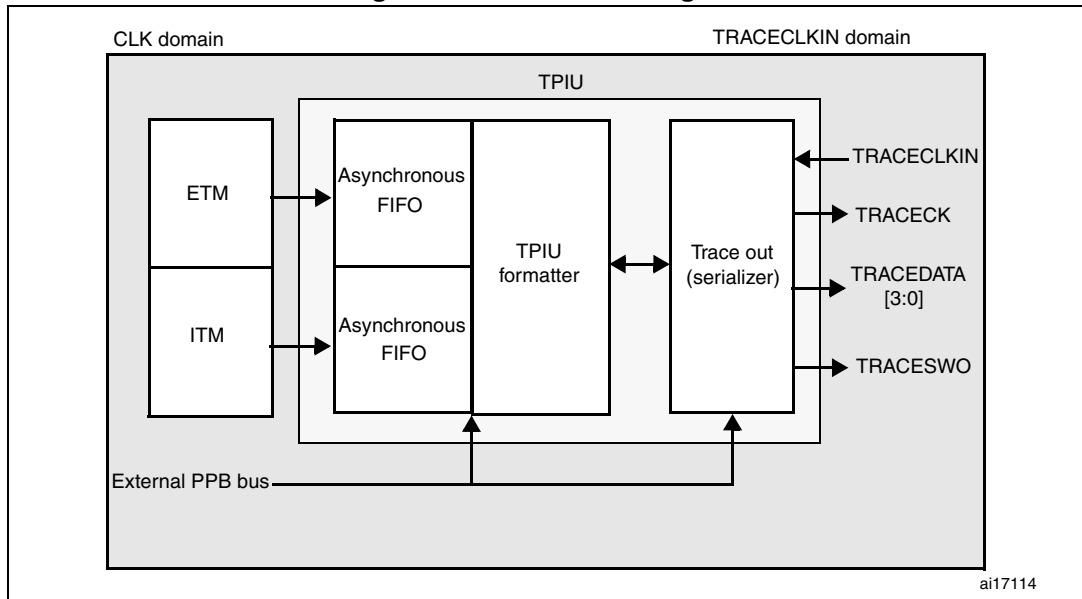 CLK domain
TRACECLKIN domain
TPIU
ETM
ITM
Asynchronous
FIFO
Asynchronous
FIFO
TPIU
formatter
Trace out
(serializer)
TRACECLKIN
TRACECK
TRACEDATA
[3:0]
TRACESWO
External PPB bus
ai17114